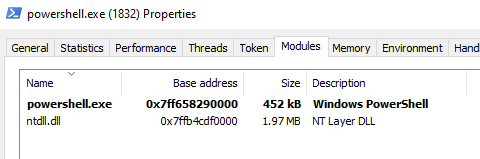 powershell.exe (1832) Properties
General Statistics Performance Threads Token Modules Memory Environment Hand
Name Base address Size Description
powershell.exe 0x7ff658290000 452 kB Windows PowerShell
ntdll.dll 0x7ffb4cdf0000 1.97 MB NT Layer DLL